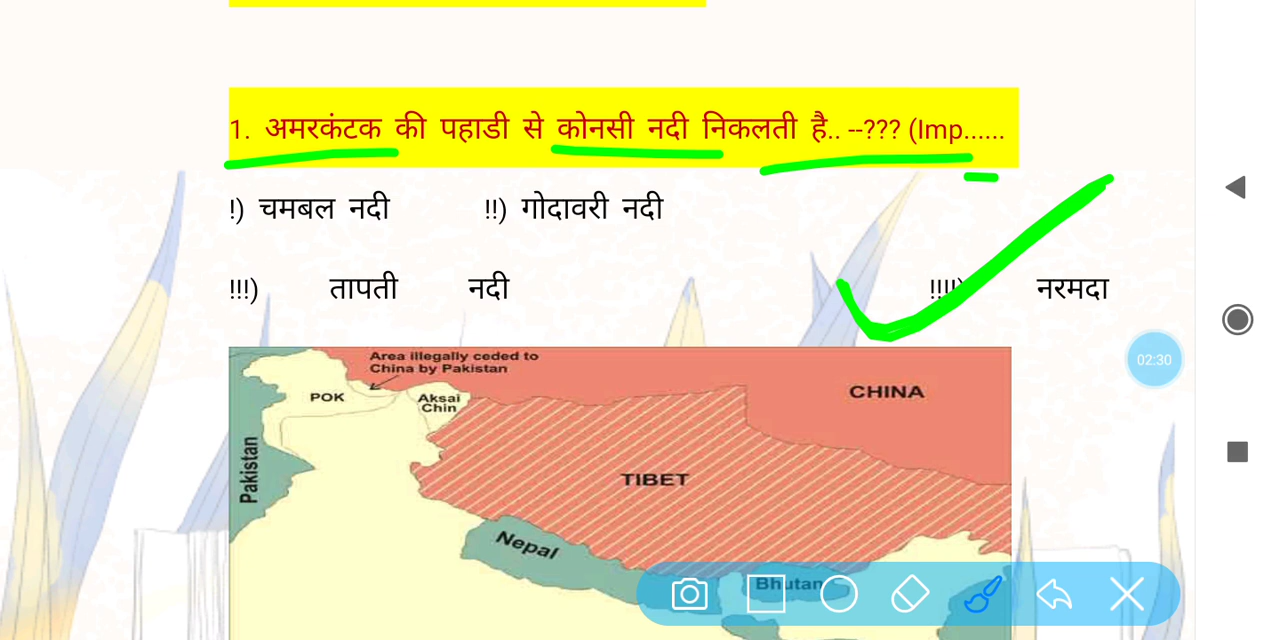 1. अमरकंटक की पहाडी से कोनसी नदी निकलती है.. --??? (Imp......
!) चमबल नदी !!) गोदावरी नदी
!!!) तापती नदी !!!!) नरमदा
02:30
Area illegally ceded to
China by Pakistan
CHINA
POK
Aksai
Chin
Pakistan
TIBET
Nepal
Bhutan